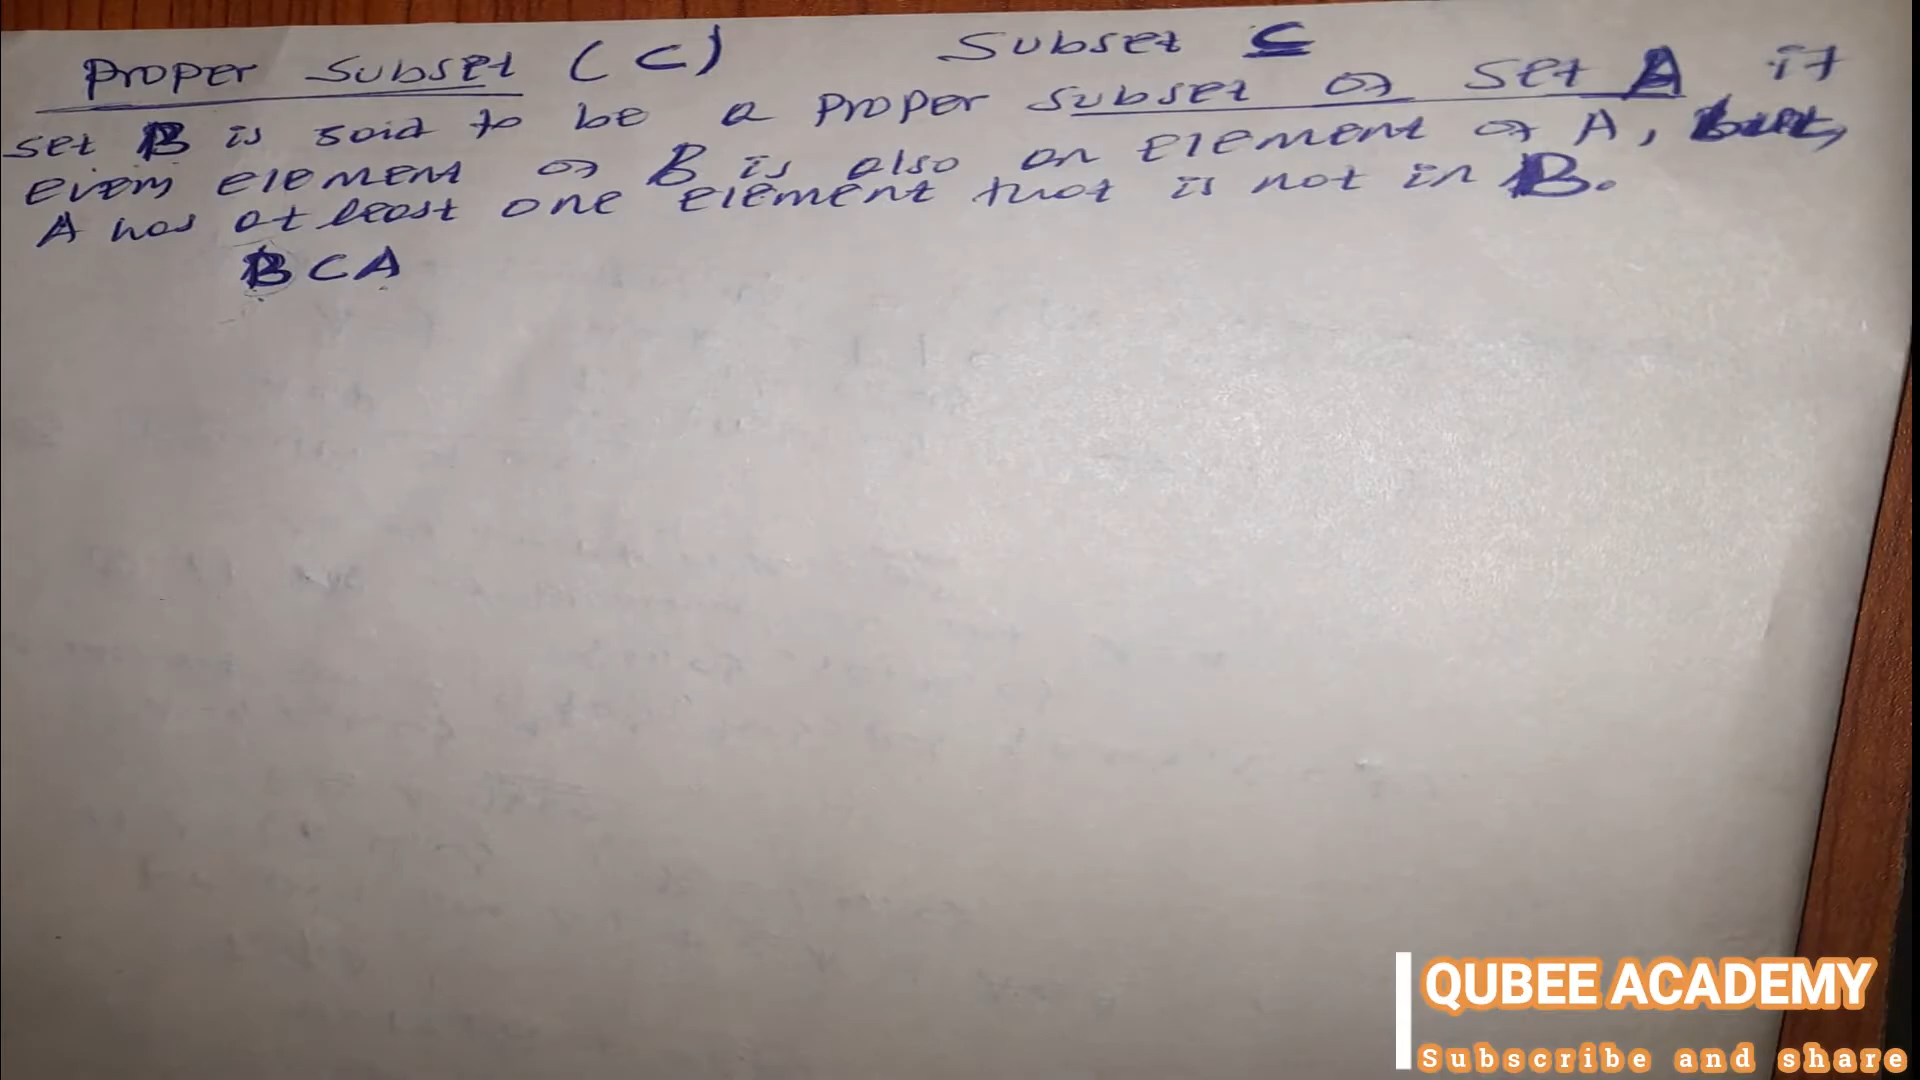 Proper Subset (⊂) Subset ⊆
Set B is said to be a proper subset of set A if
every element of B is also an element of A, but,
A has at least one element that is not in B.
B⊂A
QUBEE ACADEMY
Subscribe and share